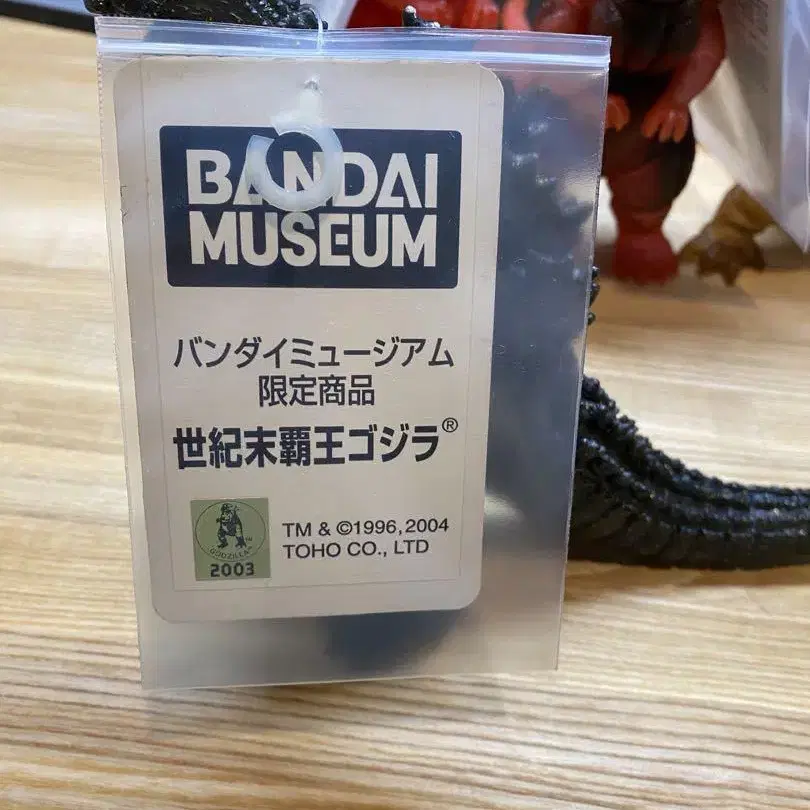 BANDAI
MUSEUM
バンダイミュージアム
限定商品
世紀末覇王ゴジラ®
GODZILLA™
2003
TM & ©1996, 2004
TOHO CO., LTD